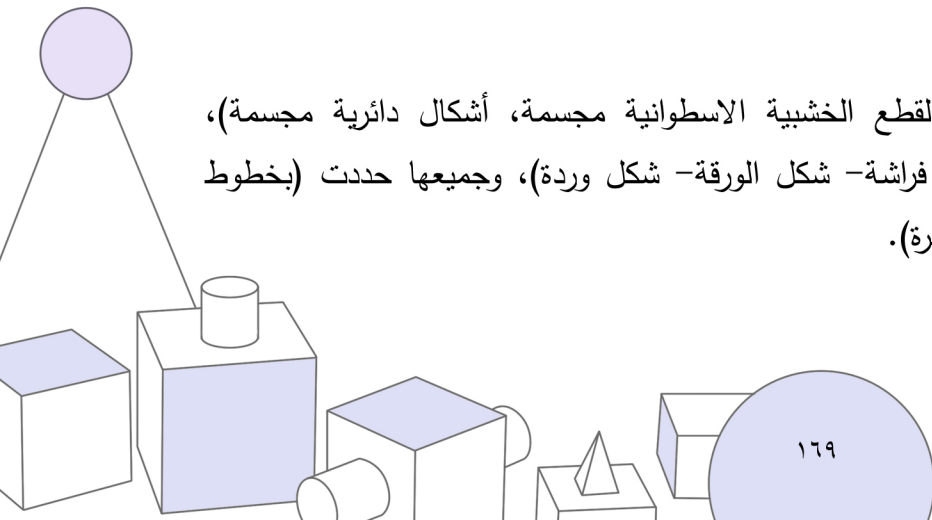 لقطع الخشبية الاسطوانية مجسمة، أشكال دائرية مجسمة)،
فراشة- شكل الورقة- شكل وردة)، وجميعها حددت (بخطوط
رة).
١٦٩